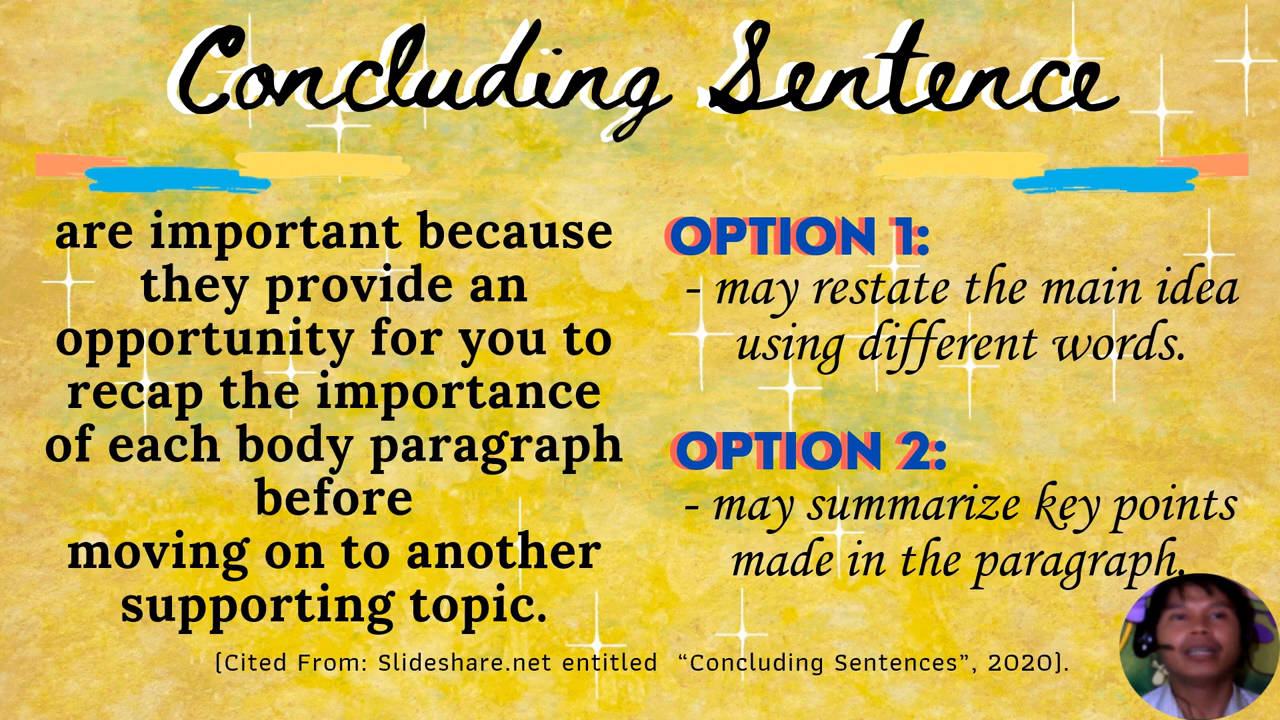 Concluding Sentence
are important because
they provide an
opportunity for you to
recap the importance
of each body paragraph
before
moving on to another
supporting topic.
OPTION 1:
- may restate the main idea
using different words.
OPTION 2:
- may summarize key points
made in the paragraph.
[Cited From: Slideshare.net entitled “Concluding Sentences”, 2020].